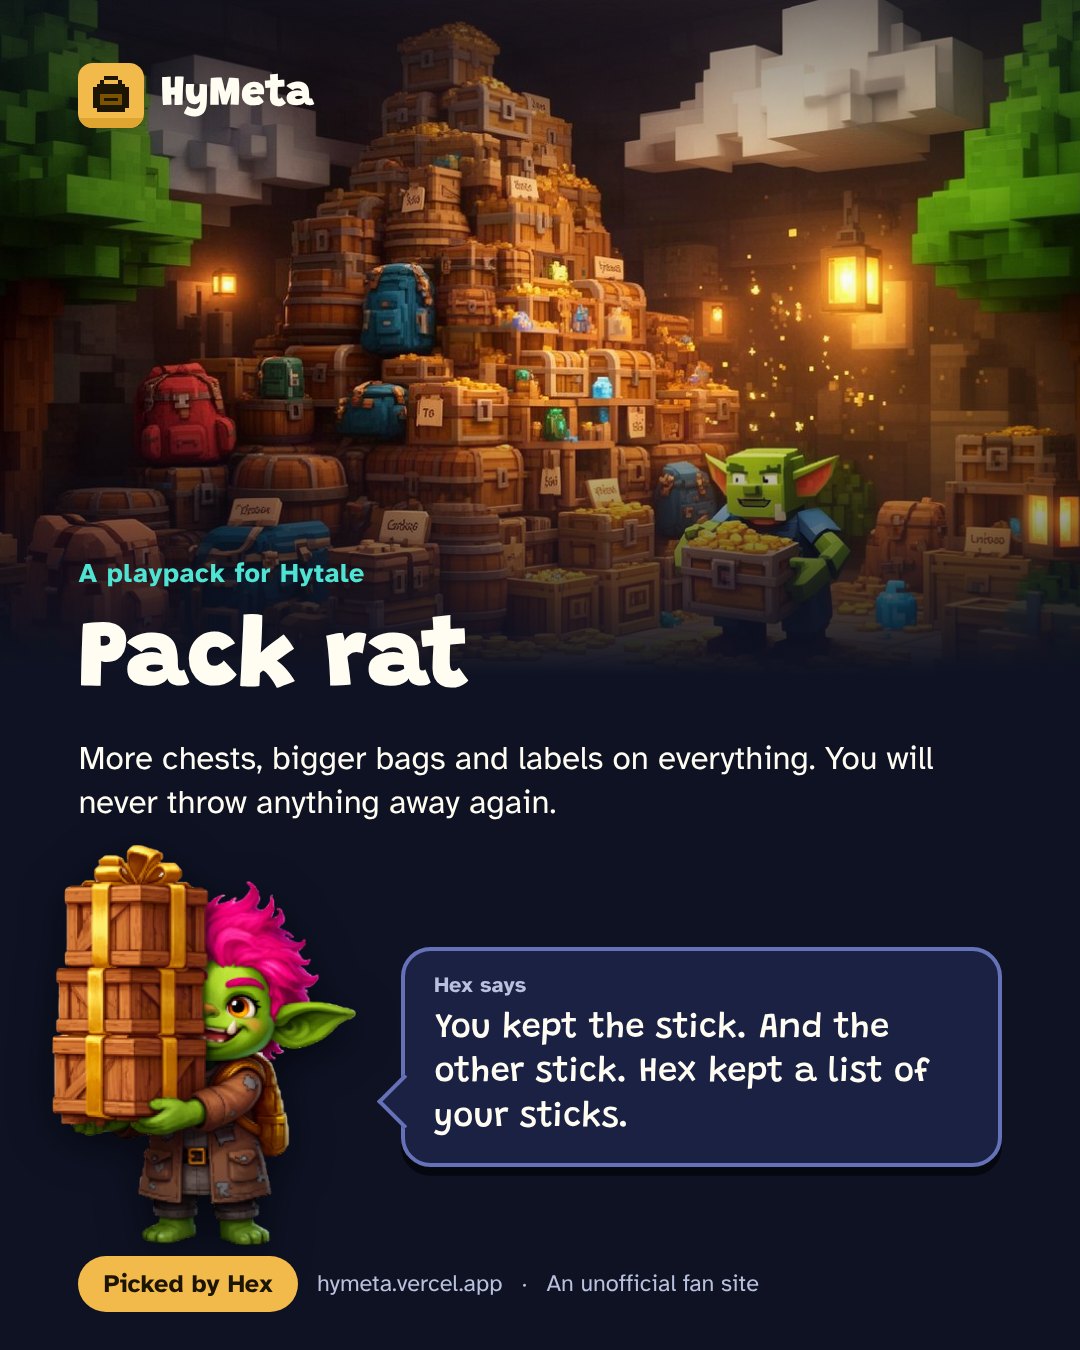 HyMeta
A playpack for Hytale
Pack rat
More chests, bigger bags and labels on everything. You will
never throw anything away again.
Hex says
You kept the stick. And the
other stick. Hex kept a list of
your sticks.
Picked by Hex
hymeta.vercel.app · An unofficial fan site